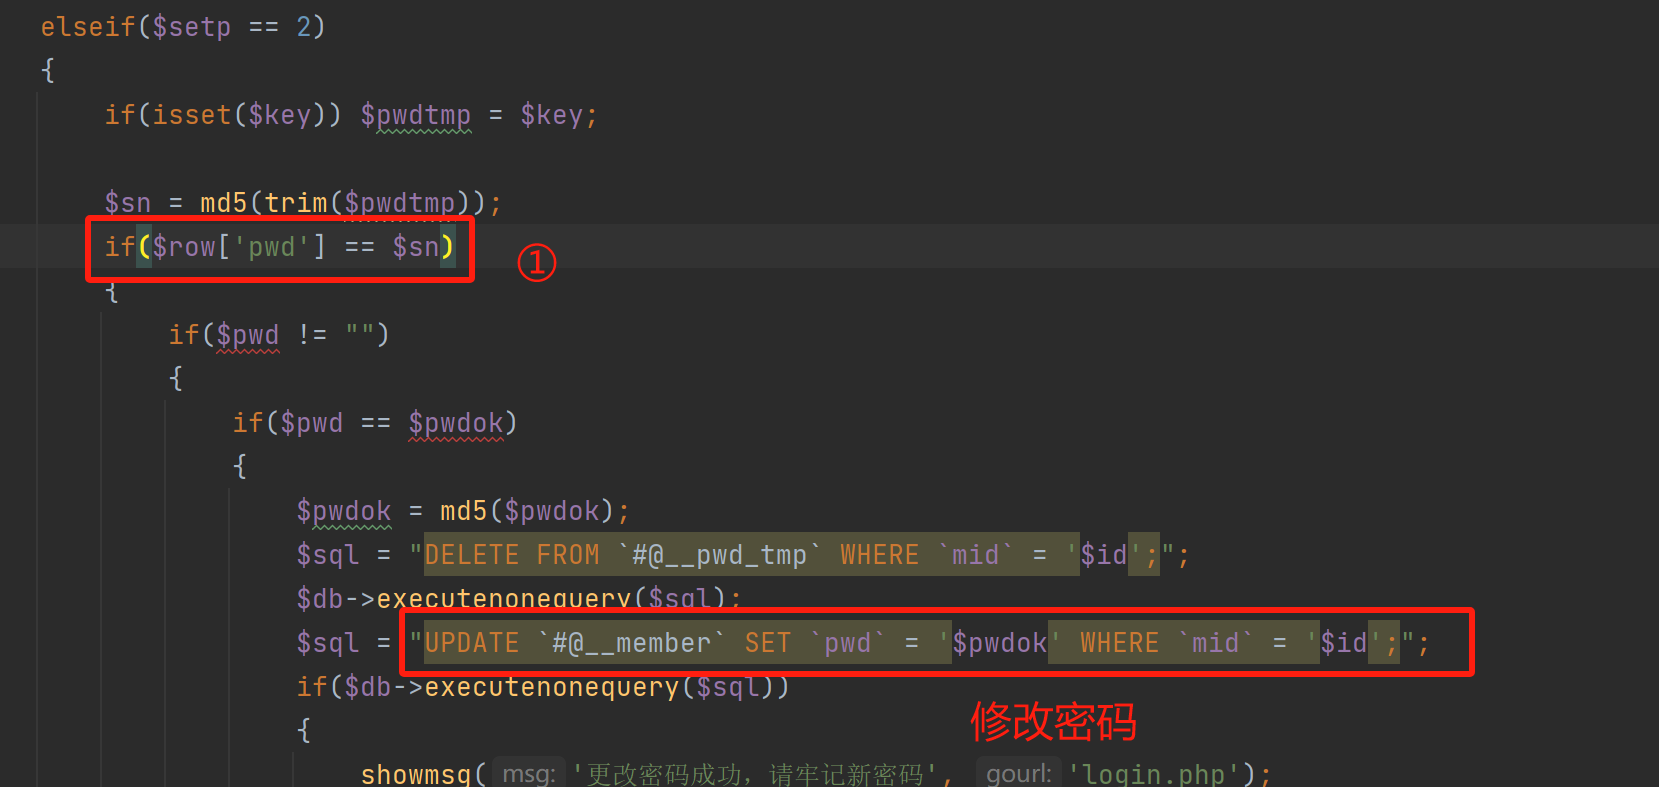 elseif($setp == 2)
{
if(isset($key)) $pwdtmp = $key;
$sn = md5(trim($pwdtmp));
if($row['pwd'] == $sn)
①
{
if($pwd != "")
{
if($pwd == $pwdok)
{
$pwdok = md5($pwdok);
$sql = "DELETE FROM `#@__pwd_tmp` WHERE `mid` = '$id';";
$db->executenonequery($sql);
$sql = "UPDATE `#@__member` SET `pwd` = '$pwdok' WHERE `mid` = '$id';";
if($db->executenonequery($sql))
{
修改密码
showmsg( msg: '更改密码成功，请牢记新密码', gourl: 'login.php');